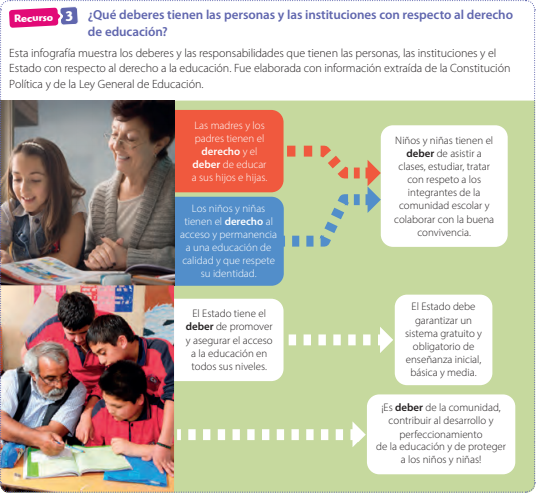 Recurso 3 ¿Qué deberes tienen las personas y las instituciones con respecto al derecho
de educación?
Esta infografía muestra los deberes y las responsabilidades que tienen las personas, las instituciones y el
Estado con respecto al derecho a la educación. Fue elaborada con información extraída de la Constitución
Política y de la Ley General de Educación.
Las madres y los
padres tienen el
derecho y el
deber de educar
a sus hijos e hijas.
Los niños y niñas
tienen el derecho al
acceso y permanencia
a una educación de
calidad y que respete
su identidad.
Niños y niñas tienen el
deber de asistir a
clases, estudiar, tratar
con respeto a los
integrantes de la
comunidad escolar y
colaborar con la buena
convivencia.
El Estado tiene el
deber de promover
y asegurar el acceso
a la educación en
todos sus niveles.
El Estado debe
garantizar un
sistema gratuito y
obligatorio de
enseñanza inicial,
básica y media.
¡Es deber de la comunidad,
contribuir al desarrollo y
perfeccionamiento
de la educación y de proteger
a los niños y niñas!